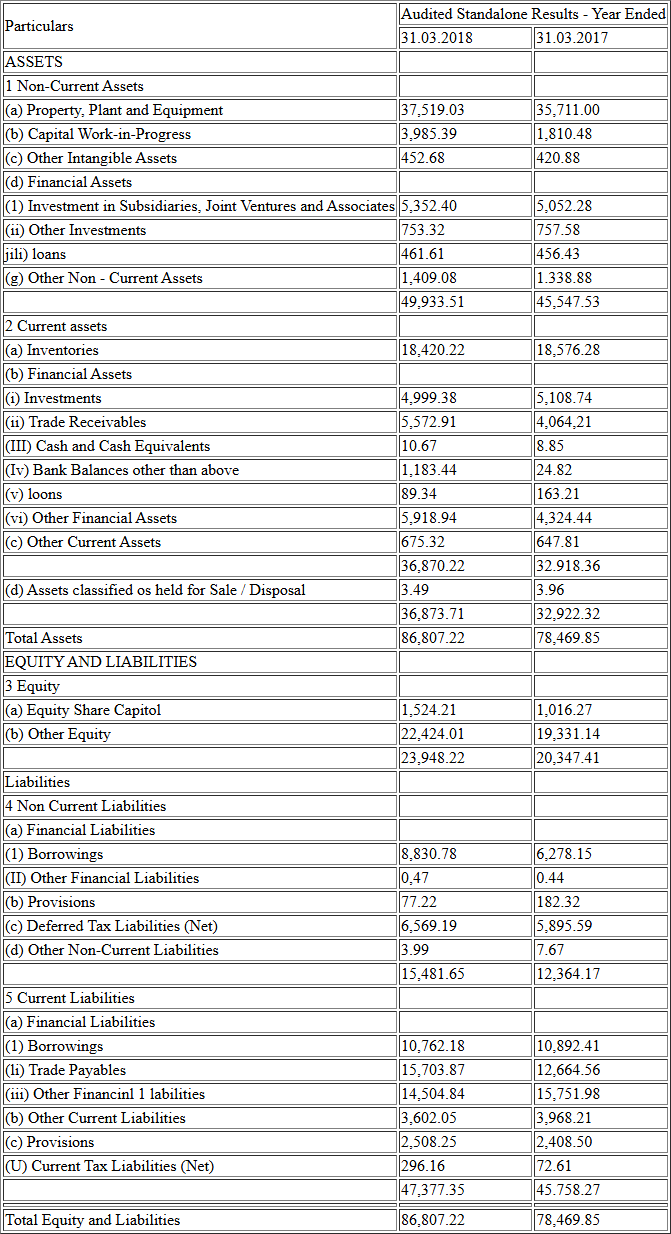 Particulars Audited Standalone Results - Year Ended
31.03.2018 31.03.2017
ASSETS
1 Non-Current Assets
(a) Property, Plant and Equipment 37,519.03 35,711.00
(b) Capital Work-in-Progress 3,985.39 1,810.48
(c) Other Intangible Assets 452.68 420.88
(d) Financial Assets
(1) Investment in Subsidiaries, Joint Ventures and Associates 5,352.40 5,052.28
(ii) Other Investments 753.32 757.58
jili) loans 461.61 456.43
(g) Other Non - Current Assets 1,409.08 1.338.88
49,933.51 45,547.53
2 Current assets
(a) Inventories 18,420.22 18,576.28
(b) Financial Assets
(i) Investments 4,999.38 5,108.74
(ii) Trade Receivables 5,572.91 4,064,21
(III) Cash and Cash Equivalents 10.67 8.85
(Iv) Bank Balances other than above 1,183.44 24.82
(v) loons 89.34 163.21
(vi) Other Financial Assets 5,918.94 4,324.44
(c) Other Current Assets 675.32 647.81
36,870.22 32.918.36
(d) Assets classified os held for Sale / Disposal 3.49 3.96
36,873.71 32,922.32
Total Assets 86,807.22 78,469.85
EQUITY AND LIABILITIES
3 Equity
(a) Equity Share Capitol 1,524.21 1,016.27
(b) Other Equity 22,424.01 19,331.14
23,948.22 20,347.41
Liabilities
4 Non Current Liabilities
(a) Financial Liabilities
(1) Borrowings 8,830.78 6,278.15
(II) Other Financial Liabilities 0,47 0.44
(b) Provisions 77.22 182.32
(c) Deferred Tax Liabilities (Net) 6,569.19 5,895.59
(d) Other Non-Current Liabilities 3.99 7.67
15,481.65 12,364.17
5 Current Liabilities
(a) Financial Liabilities
(1) Borrowings 10,762.18 10,892.41
(li) Trade Payables 15,703.87 12,664.56
(iii) Other Financinl 1 labilities 14,504.84 15,751.98
(b) Other Current Liabilities 3,602.05 3,968.21
(c) Provisions 2,508.25 2,408.50
(U) Current Tax Liabilities (Net) 296.16 72.61
47,377.35 45.758.27
Total Equity and Liabilities 86,807.22 78,469.85